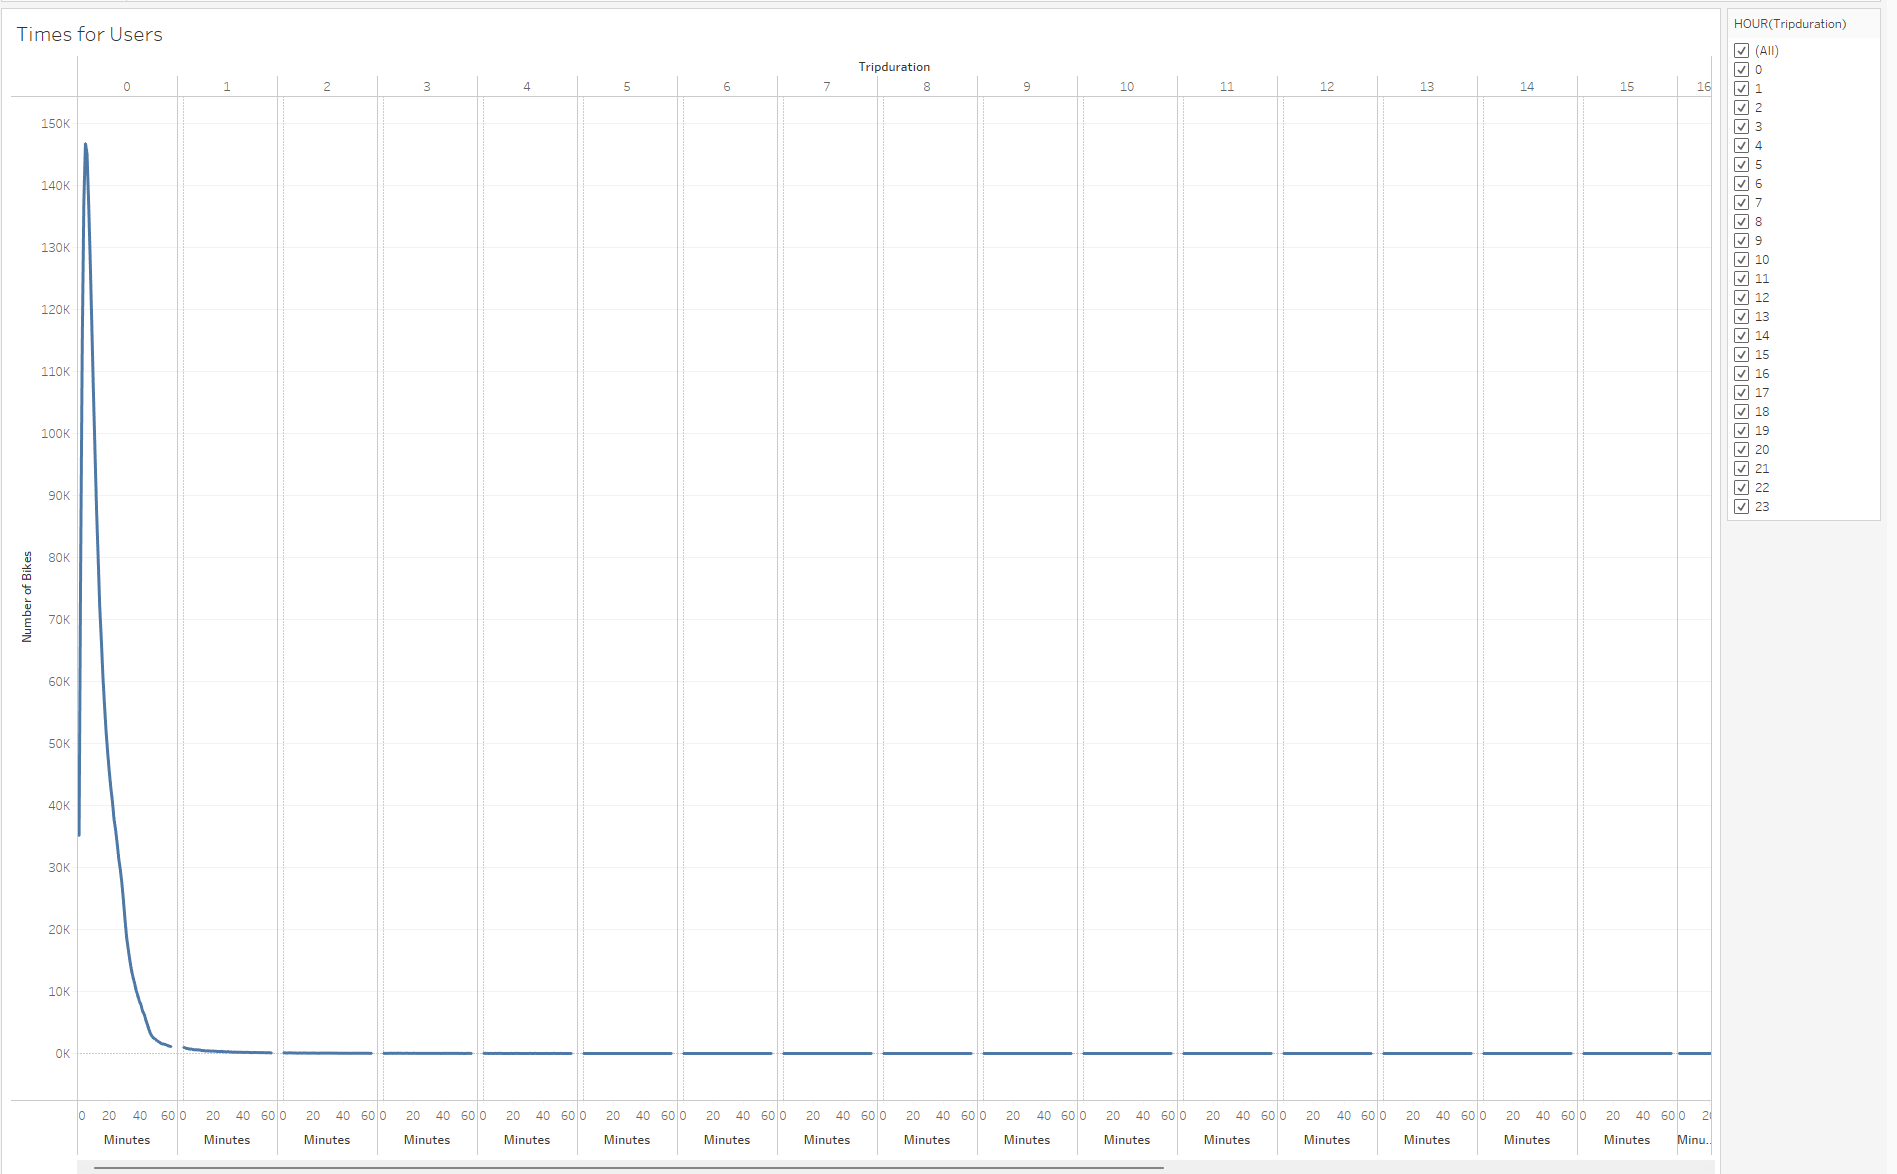 Times for Users
Tripduration
0 1 2 3 4 5 6 7 8 9 10 11 12 13 14 15 16
150K
140K
130K
120K
110K
100K
90K
80K
70K
60K
50K
40K
30K
20K
10K
0K
Number of Bikes
0 20 40 60 0 20 40 60 0 20 40 60 0 20 40 60 0 20 40 60 0 20 40 60 0 20 40 60 0 20 40 60 0 20 40 60 0 20 40 60 0 20 40 60 0 20 40 60 0 20 40 60 0 20 40 60 0 20 40 60 0 20 40 60 0
Minutes Minutes Minutes Minutes Minutes Minutes Minutes Minutes Minutes Minutes Minutes Minutes Minutes Minutes Minutes Minutes Minu..
HOUR(Tripduration)
(All)
0
1
2
3
4
5
6
7
8
9
10
11
12
13
14
15
16
17
18
19
20
21
22
23